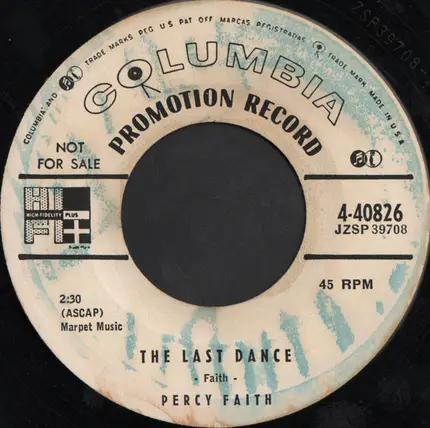 7SP39708
COLUMBIA AND TRADE MARKS REG. U.S. PAT. OFF. MARCAS REGISTRADAS TRADE MARK. MADE IN U.S.A.
COLUMBIA
PROMOTION RECORD
NOT
FOR SALE
HI
HIGH-FIDELITY PLUS
FI
4-40826
JZSP 39708
45 RPM
2:30
(ASCAP)
Marpet Music
THE LAST DANCE
- Faith -
PERCY FAITH